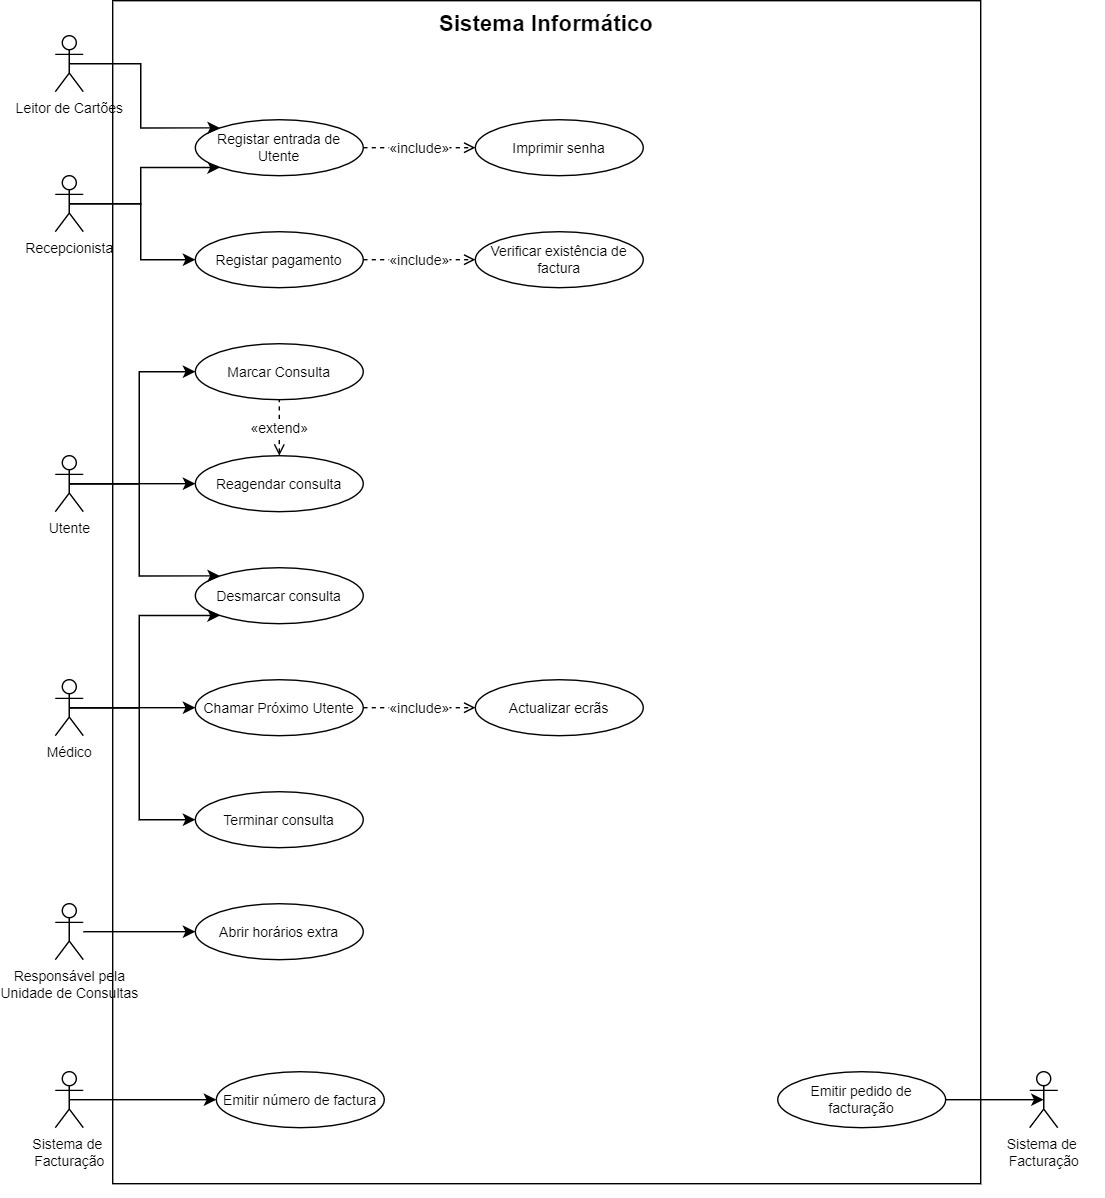 Sistema Informático
Leitor de Cartões
Registar entrada de
Utente
«include»
Imprimir senha
Recepcionista
Registar pagamento
«include»
Verificar existência de
factura
Marcar Consulta
«extend»
Utente
Reagendar consulta
Desmarcar consulta
Médico
Chamar Próximo Utente
«include»
Actualizar ecrãs
Terminar consulta
Responsável pela
Unidade de Consultas
Abrir horários extra
Sistema de
Facturação
Emitir número de factura
Emitir pedido de
facturação
Sistema de
Facturação